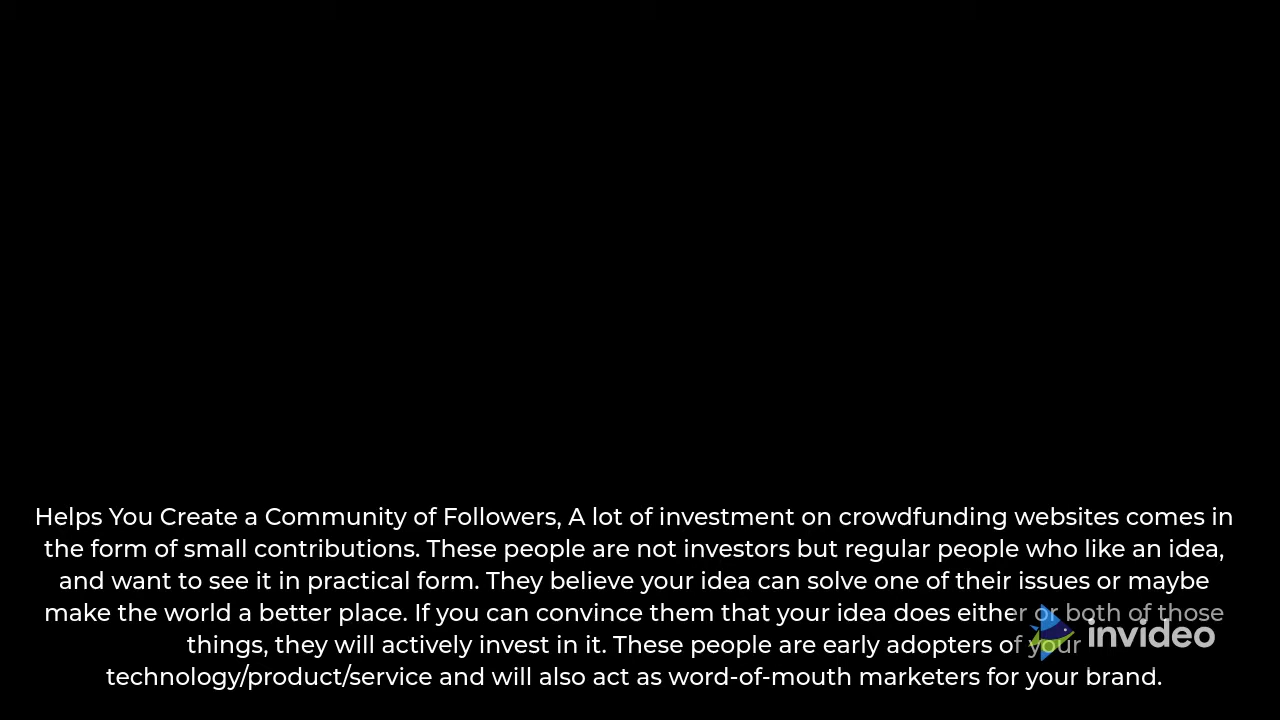 Helps You Create a Community of Followers, A lot of investment on crowdfunding websites comes in
the form of small contributions. These people are not investors but regular people who like an idea,
and want to see it in practical form. They believe your idea can solve one of their issues or maybe
make the world a better place. If you can convince them that your idea does either or both of those
things, they will actively invest in it. These people are early adopters of your
technology/product/service and will also act as word-of-mouth marketers for your brand.
invideo